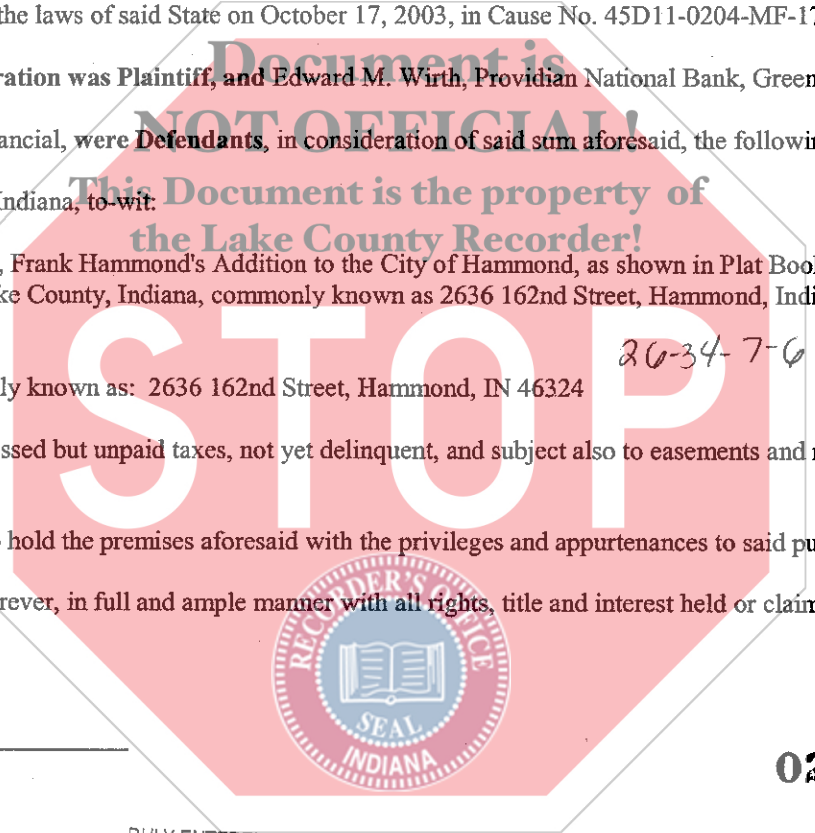 the laws of said State on October 17, 2003, in Cause No. 45D11-0204-MF-17
Document is
ration was Plaintiff, and Edward M. Wirth, Providian National Bank, Green
NOT OFFICIAL!
ancial, were Defendants, in consideration of said sum aforesaid, the followin
This Document is the property of
Indiana, to-wit:
the Lake County Recorder!
, Frank Hammond's Addition to the City of Hammond, as shown in Plat Boo
ke County, Indiana, commonly known as 2636 162nd Street, Hammond, Indi
26-34-7-6
STOP
ly known as: 2636 162nd Street, Hammond, IN 46324
ssed but unpaid taxes, not yet delinquent, and subject also to easements and
hold the premises aforesaid with the privileges and appurtenances to said pu
rever, in full and ample manner with all rights, title and interest held or claim
RECORDER'S OFFICE
SEAL
INDIANA
02